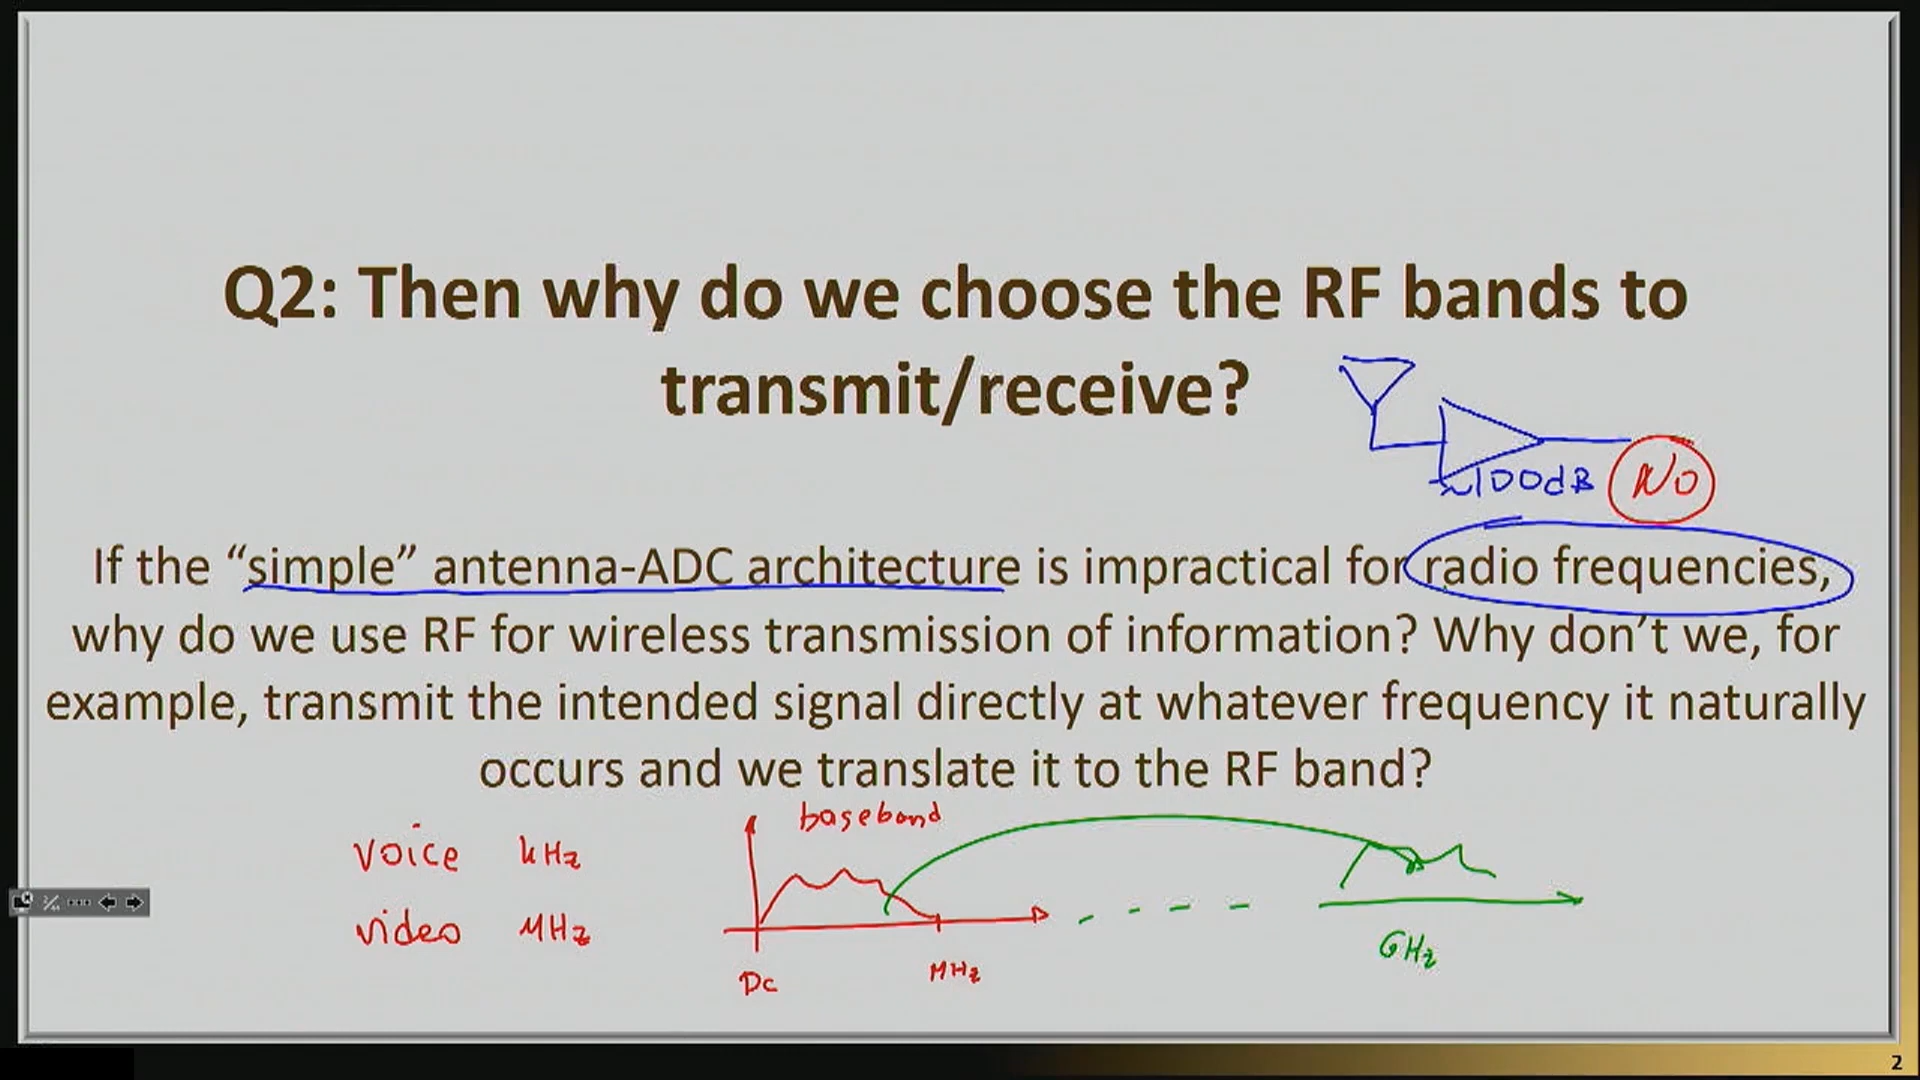 Q2: Then why do we choose the RF bands to
transmit/receive?
~100dB
NO
If the “simple” antenna-ADC architecture is impractical for radio frequencies,
why do we use RF for wireless transmission of information? Why don’t we, for
example, transmit the intended signal directly at whatever frequency it naturally
occurs and we translate it to the RF band?
baseband
voice kHz
video MHz
DC
MHz
GHz
2